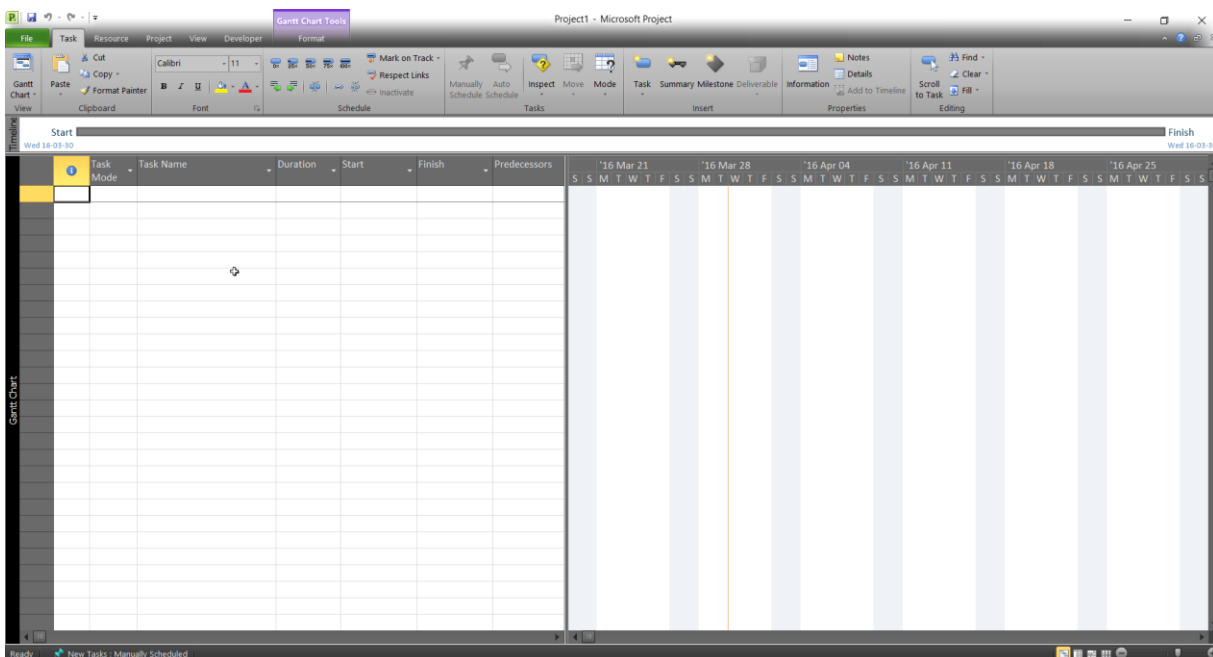 P
Gantt Chart Tools
Project1 - Microsoft Project
File Task Resource Project View Developer Format
Gantt Chart
View
Paste
Cut
Copy
Format Painter
Clipboard
Calibri 11
B I U A
Font
Mark on Track
Respect Links
Inactivate
Schedule
Manually Schedule
Auto Schedule
Inspect
Move
Mode
Tasks
Task
Summary
Milestone
Deliverable
Insert
Information
Notes
Details
Add to Timeline
Properties
Scroll to Task
Find
Clear
Fill
Editing
Timeline
Start
Wed 16-03-30
Finish
Wed 16-03-3
Task Mode
Task Name
Duration
Start
Finish
Predecessors
'16 Mar 21 '16 Mar 28 '16 Apr 04 '16 Apr 11 '16 Apr 18 '16 Apr 25
S S M T W T F S S M T W T F S S M T W T F S S M T W T F S S M T W T F S S M T W T F S S
Gantt Chart
Ready New Tasks : Manually Scheduled